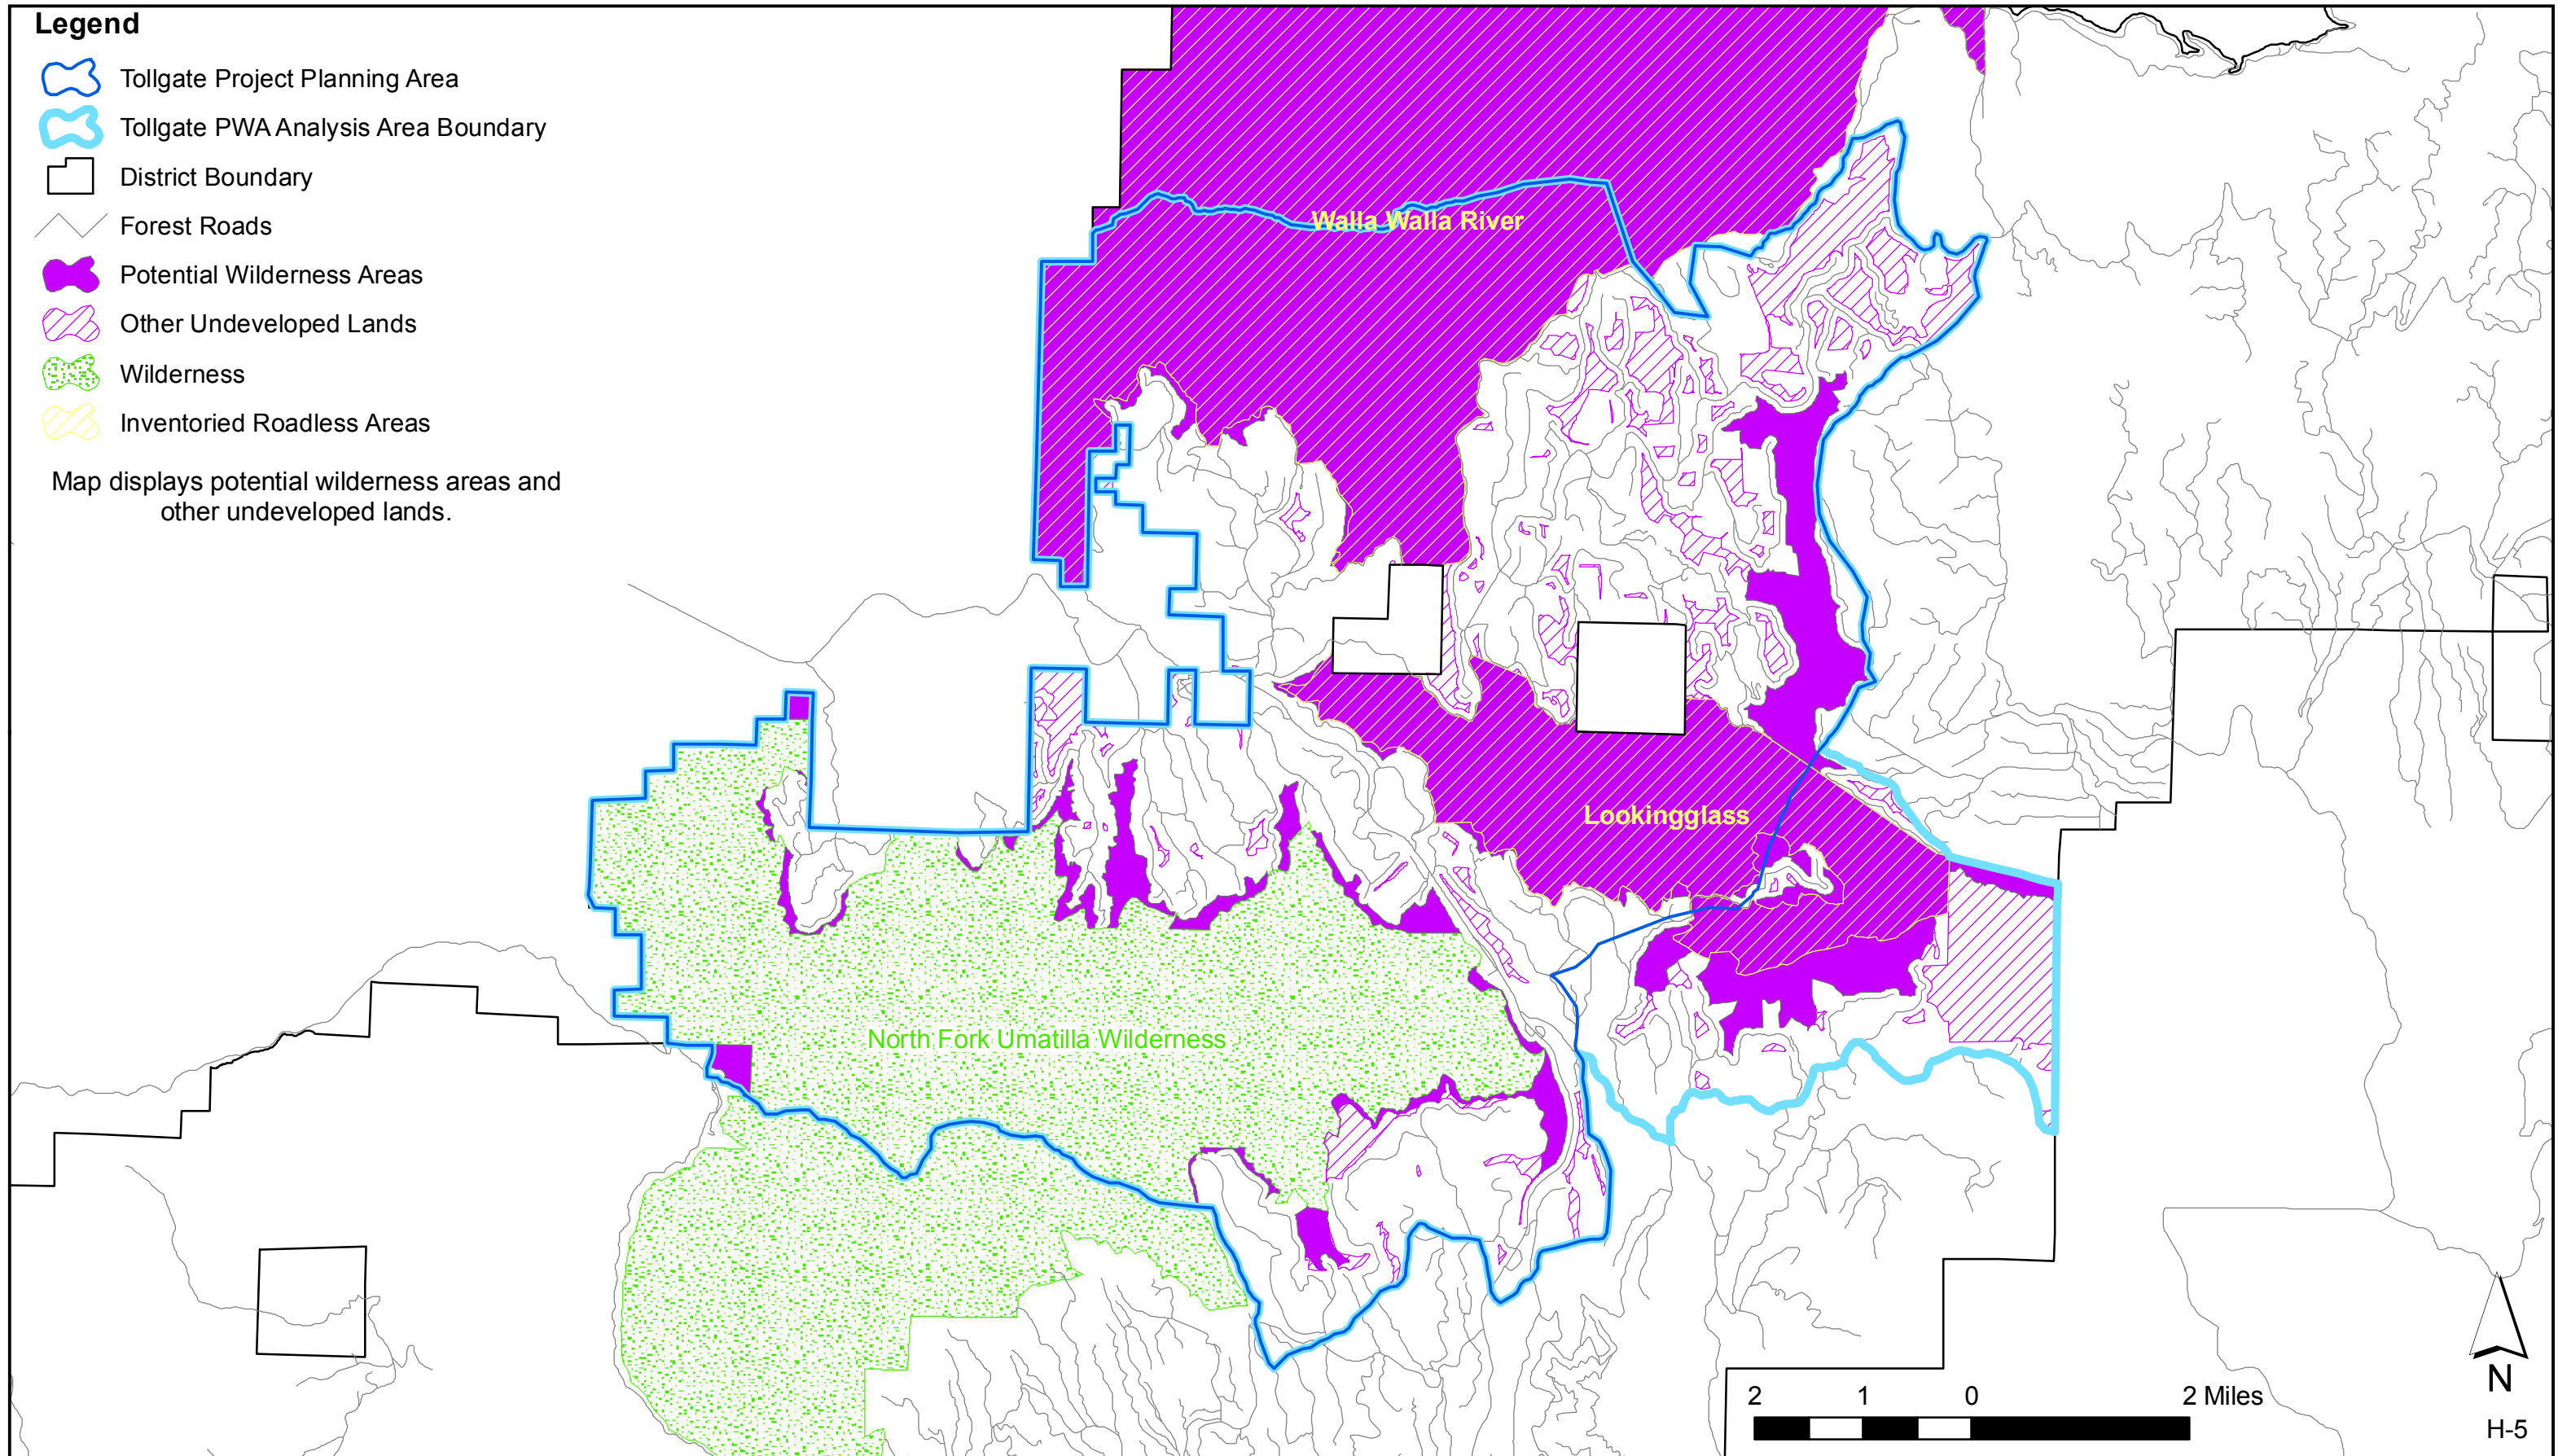 Legend
Tollgate Project Planning Area
Tollgate PWA Analysis Area Boundary
District Boundary
Forest Roads
Potential Wilderness Areas
Other Undeveloped Lands
Wilderness
Inventoried Roadless Areas
Map displays potential wilderness areas and
other undeveloped lands.
Walla Walla River
Lookingglass
North Fork Umatilla Wilderness
2 1 0 2 Miles
N
H-5